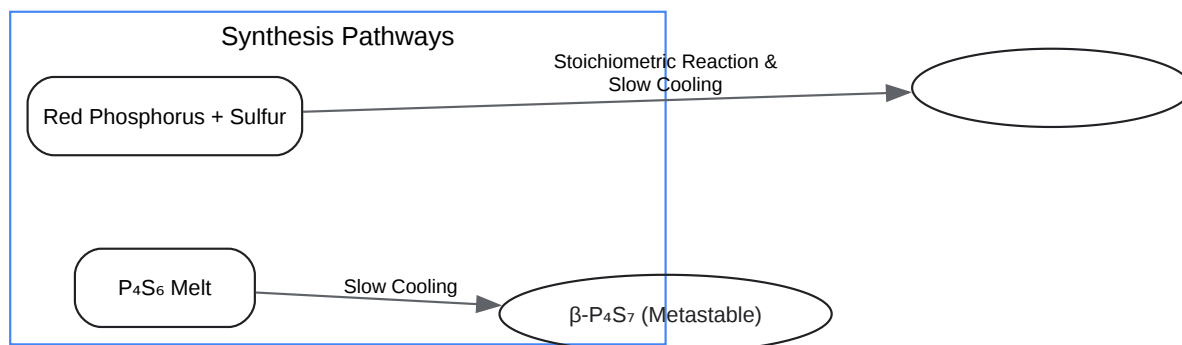 Synthesis Pathways
Stoichiometric Reaction &
Slow Cooling
Red Phosphorus + Sulfur
P₄S₆ Melt
Slow Cooling
β-P₄S₇ (Metastable)